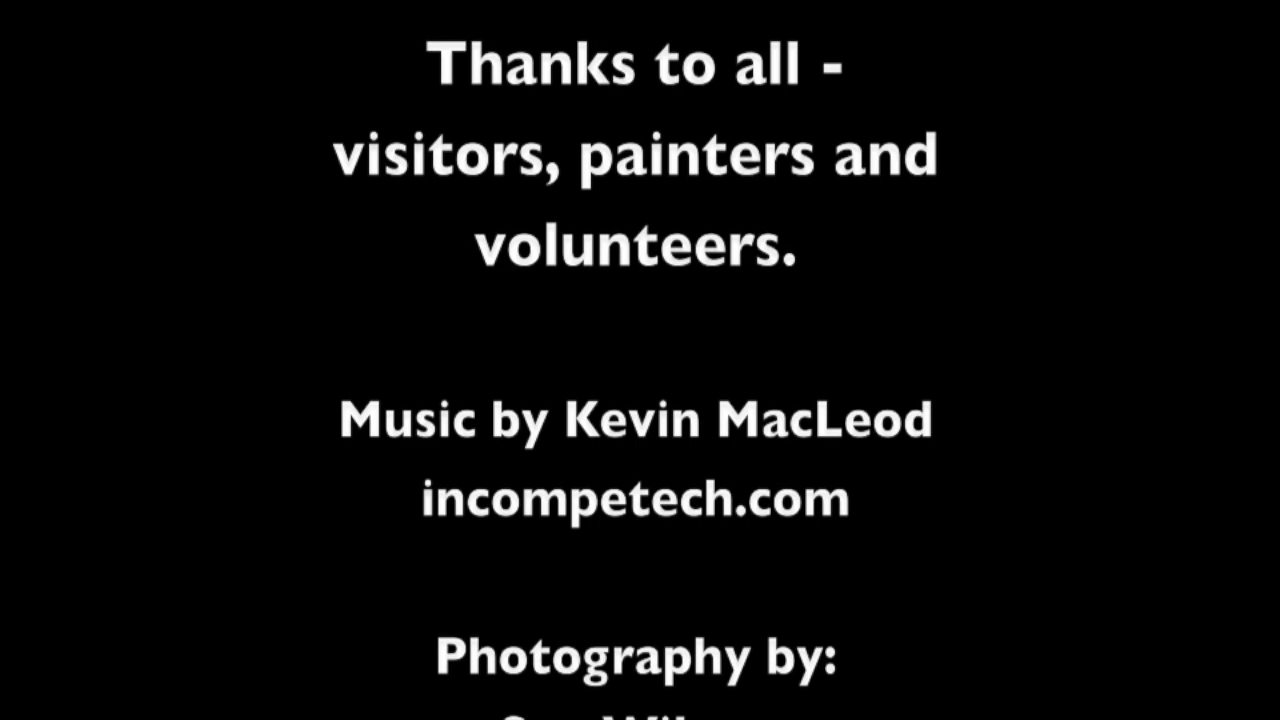 Thanks to all -
visitors, painters and
volunteers.
Music by Kevin MacLeod
incompetech.com
Photography by: